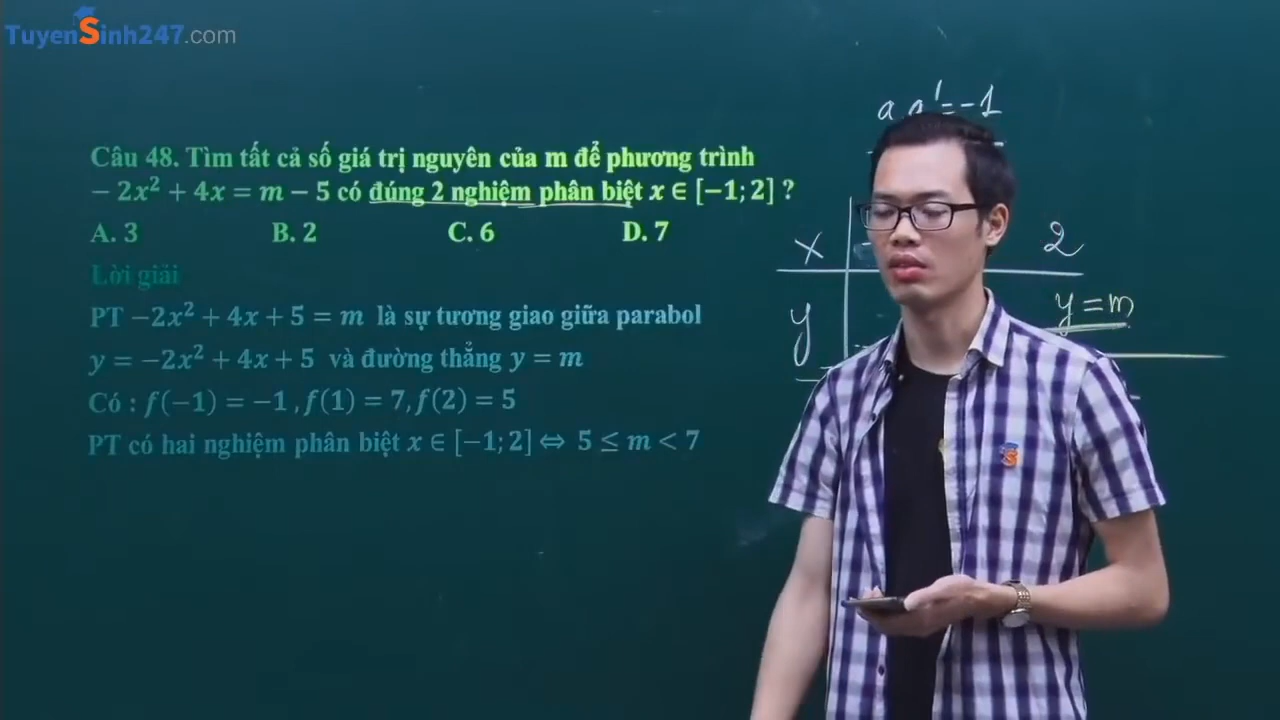 TuyenSinh247.com
a a' = -1
Câu 48. Tìm tất cả số giá trị nguyên của m để phương trình
− 2x² + 4x = m − 5 có đúng 2 nghiệm phân biệt x ∈ [−1; 2] ?
A. 3 B. 2 C. 6 D. 7
Lời giải
PT −2x² + 4x + 5 = m là sự tương giao giữa parabol
y = −2x² + 4x + 5 và đường thẳng y = m
Có : f(−1) = −1 , f(1) = 7, f(2) = 5
PT có hai nghiệm phân biệt x ∈ [−1; 2] ⇔ 5 ≤ m < 7
x 2
y y = m